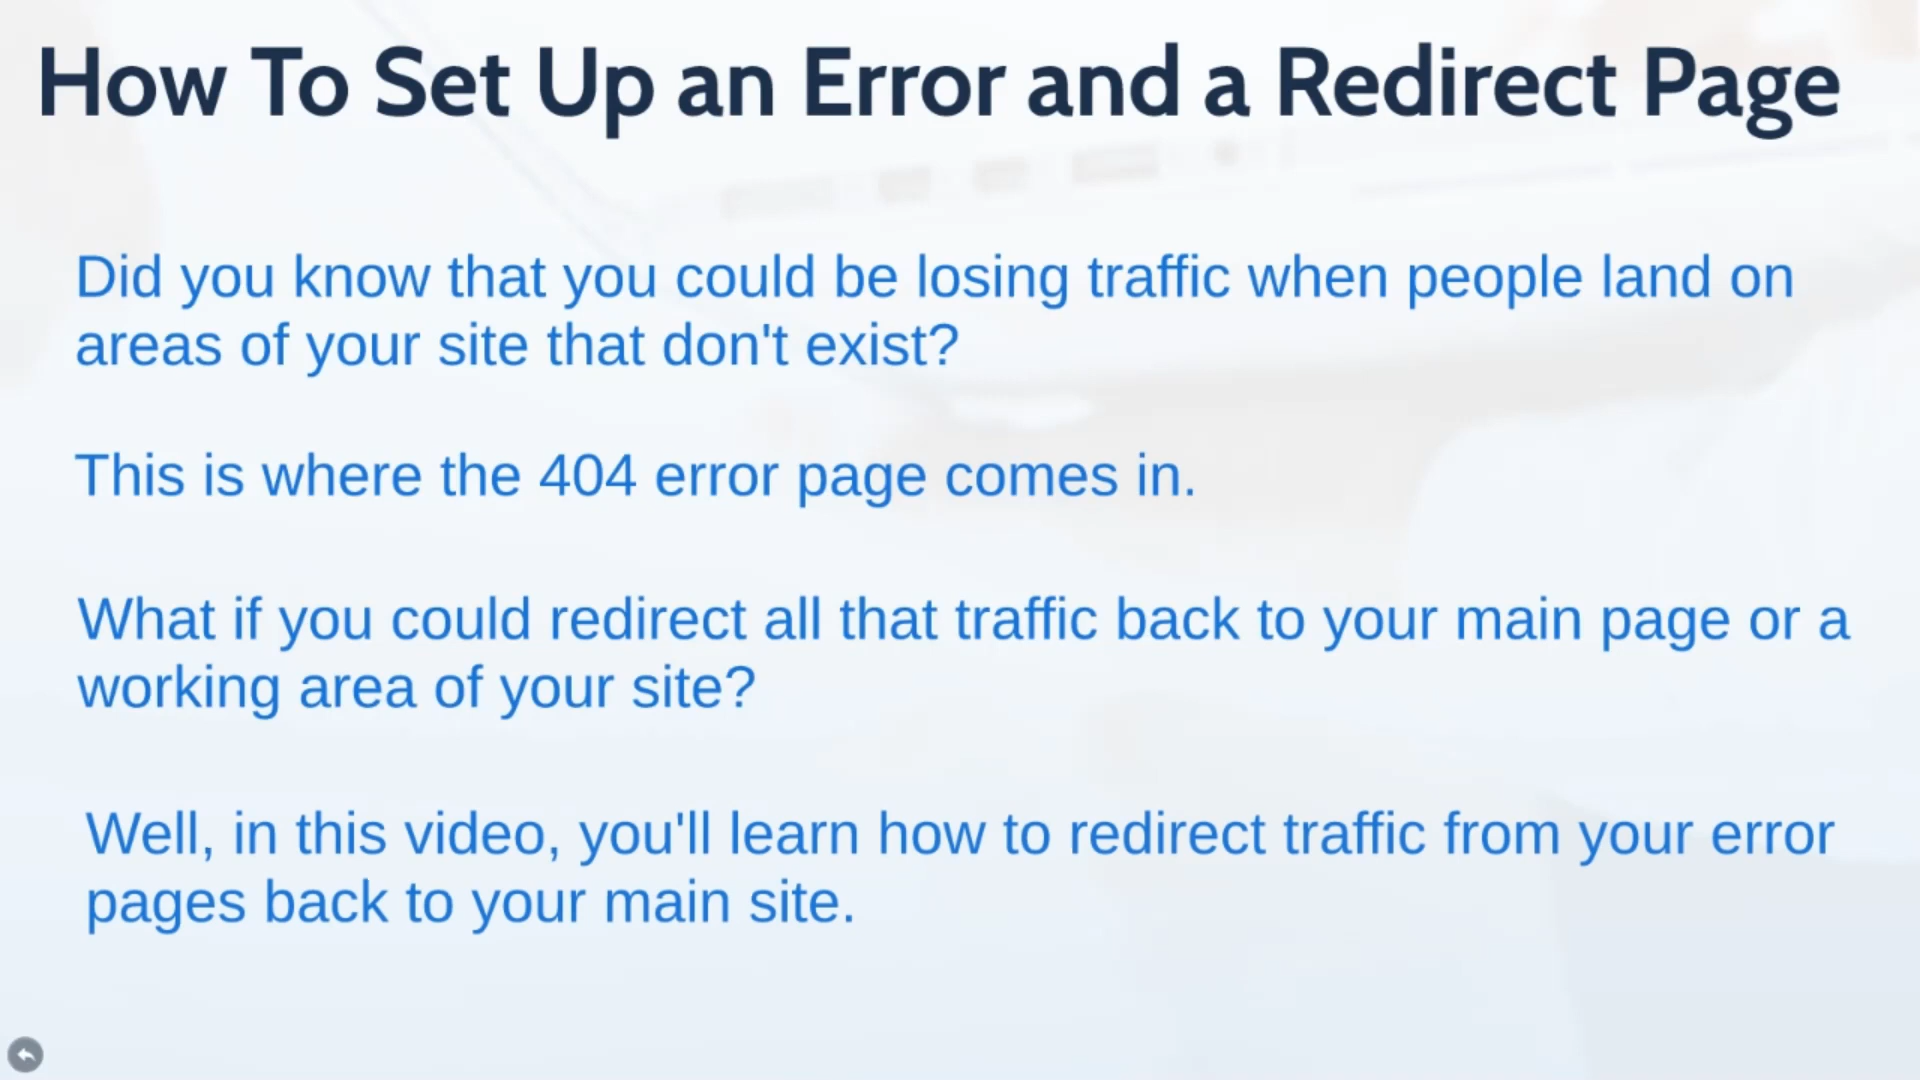 How To Set Up an Error and a Redirect Page
Did you know that you could be losing traffic when people land on
areas of your site that don't exist?
This is where the 404 error page comes in.
What if you could redirect all that traffic back to your main page or a
working area of your site?
Well, in this video, you'll learn how to redirect traffic from your error
pages back to your main site.